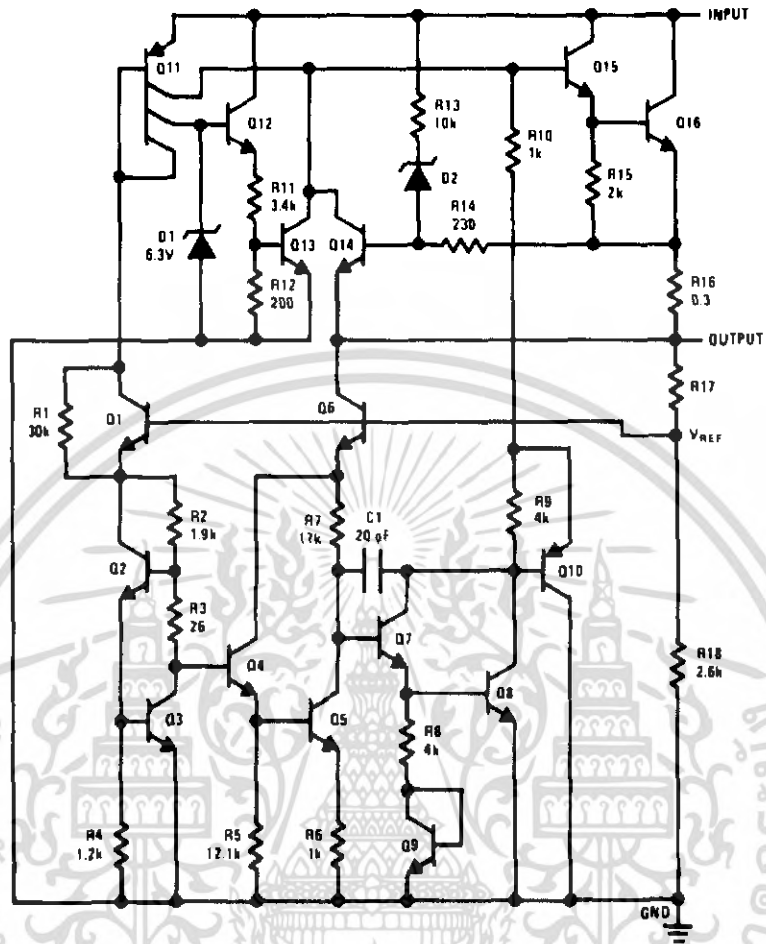 INPUT
Q11
Q15
Q12
R13
10k
R10
1k
Q16
D2
R15
2k
R11
3.4k
R14
230
D1
6.3V
Q13
Q14
R12
200
R16
0.3
OUTPUT
R17
R1
30k
Q1
Q6
VREF
R2
1.9k
R7
17k
C1
20 pF
R9
4k
Q2
Q10
R3
26
Q7
R18
2.6k
Q4
Q8
Q3
Q5
R8
4k
R4
1.2k
R5
12.1k
R6
1k
Q9
GND